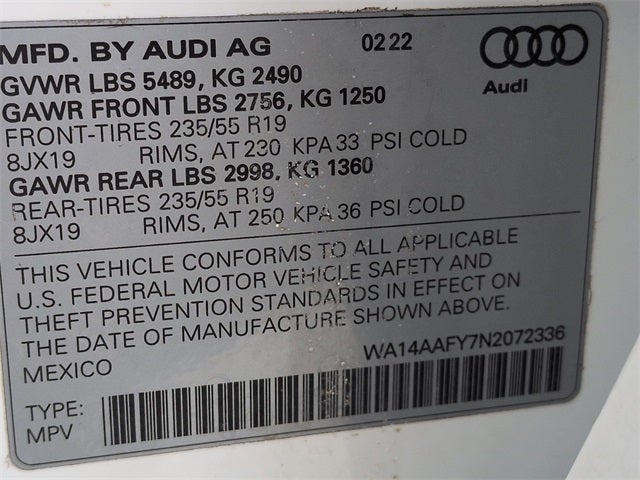 MFD. BY AUDI AG 02 22
GVWR LBS 5489, KG 2490
Audi
GAWR FRONT LBS 2756, KG 1250
FRONT-TIRES 235/55 R19
8JX19 RIMS, AT 230 KPA 33 PSI COLD
GAWR REAR LBS 2998, KG 1360
REAR-TIRES 235/55 R19
8JX19 RIMS, AT 250 KPA 36 PSI COLD
THIS VEHICLE CONFORMS TO ALL APPLICABLE
U.S. FEDERAL MOTOR VEHICLE SAFETY AND
THEFT PREVENTION STANDARDS IN EFFECT ON
THE DATE OF MANUFACTURE SHOWN ABOVE.
MEXICO WA14AAFY7N2072336
TYPE:
MPV